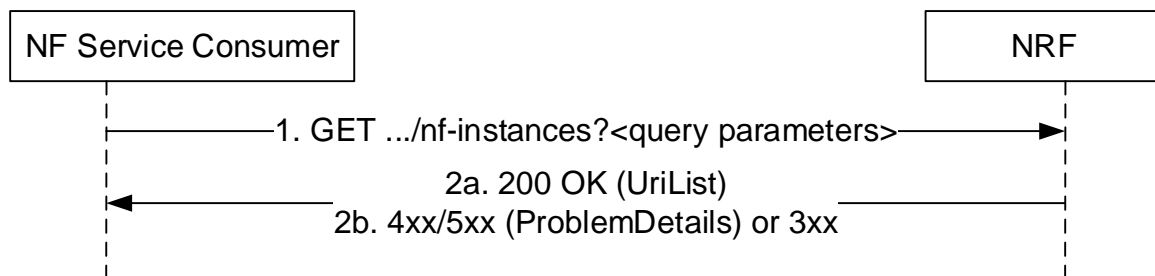 NF Service Consumer
NRF
1. GET .../nf-instances?<query parameters>
2a. 200 OK (UriList)
2b. 4xx/5xx (ProblemDetails) or 3xx